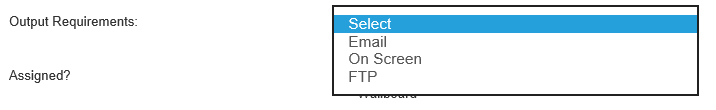 Output Requirements:
Select
Email
On Screen
FTP
Assigned?